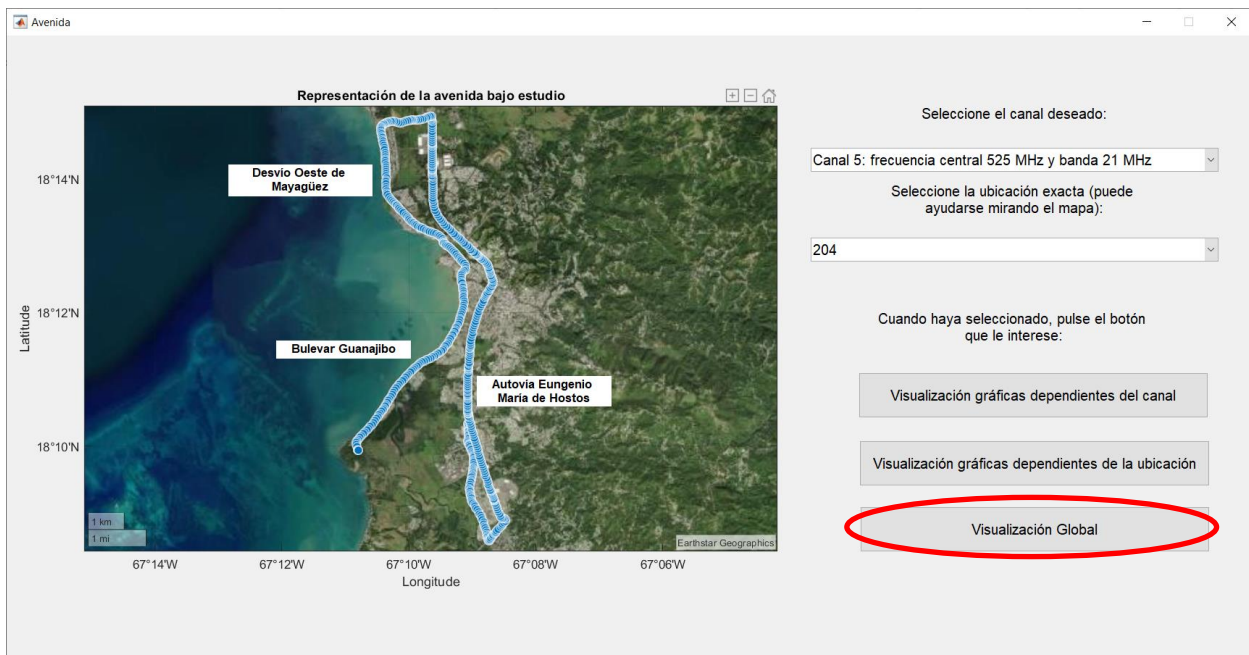 Avenida
Representación de la avenida bajo estudio
Desvio Oeste de
Mayagüez
Bulevar Guanajibo
Autovia Eungenio
Maria de Hostos
18°14'N
18°12'N
18°10'N
Latitude
1 km
1 mi
Earthstar Geographics
67°14'W
67°12'W
67°10'W
67°08'W
67°06'W
Longitude
Seleccione el canal deseado:
Canal 5: frecuencia central 525 MHz y banda 21 MHz
Seleccione la ubicación exacta (puede
ayudarse mirando el mapa):
204
Cuando haya seleccionado, pulse el botón
que le interese:
Visualización gráficas dependientes del canal
Visualización gráficas dependientes de la ubicación
Visualización Global